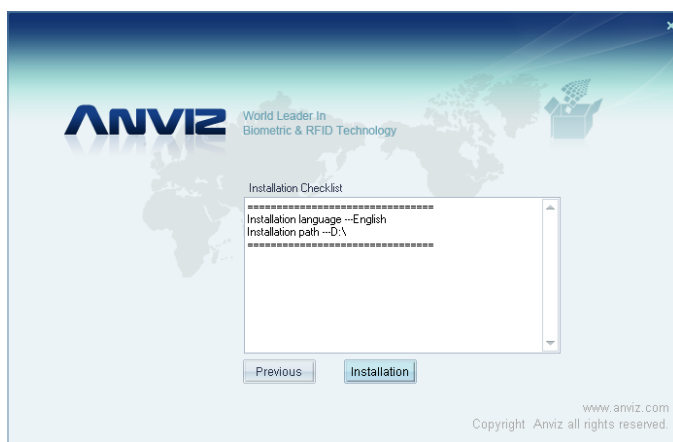 ANVIZ
World Leader In
Biometric & RFID Technology
Installation Checklist
================================
Installation language ---English
Installation path ---D:\
================================
Previous
Installation
www.anviz.com
Copyright Anviz all rights reserved.